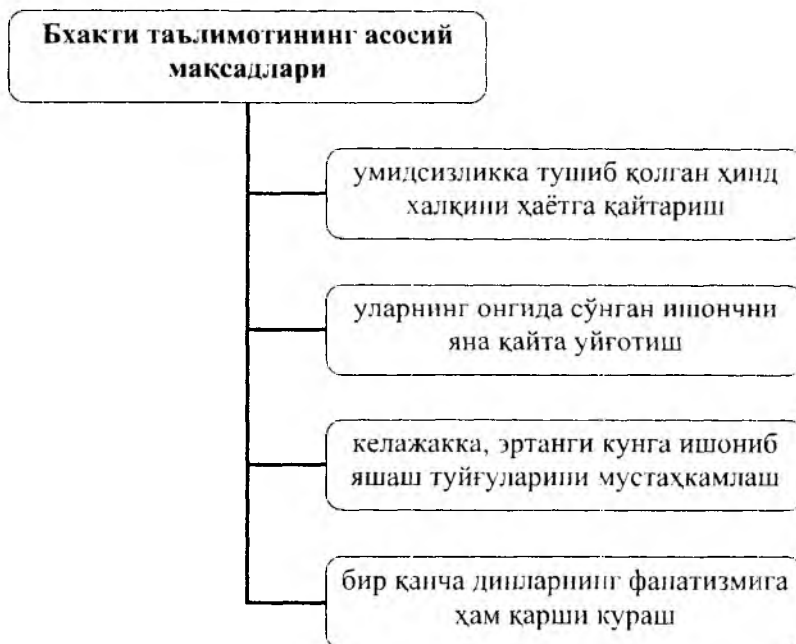 Бхакти таълимотининг асосий
мақсадлари
умидсизликка тушиб қолган ҳинд
халқини ҳаётга қайтариш
уларнинг онгида сўнган ишончни
яна қайта уйғотиш
келажакка, эртанги кунга ишониб
яшаш туйғуларини мустаҳкамлаш
бир қанча динларнинг фанатизмига
ҳам қарши кураш